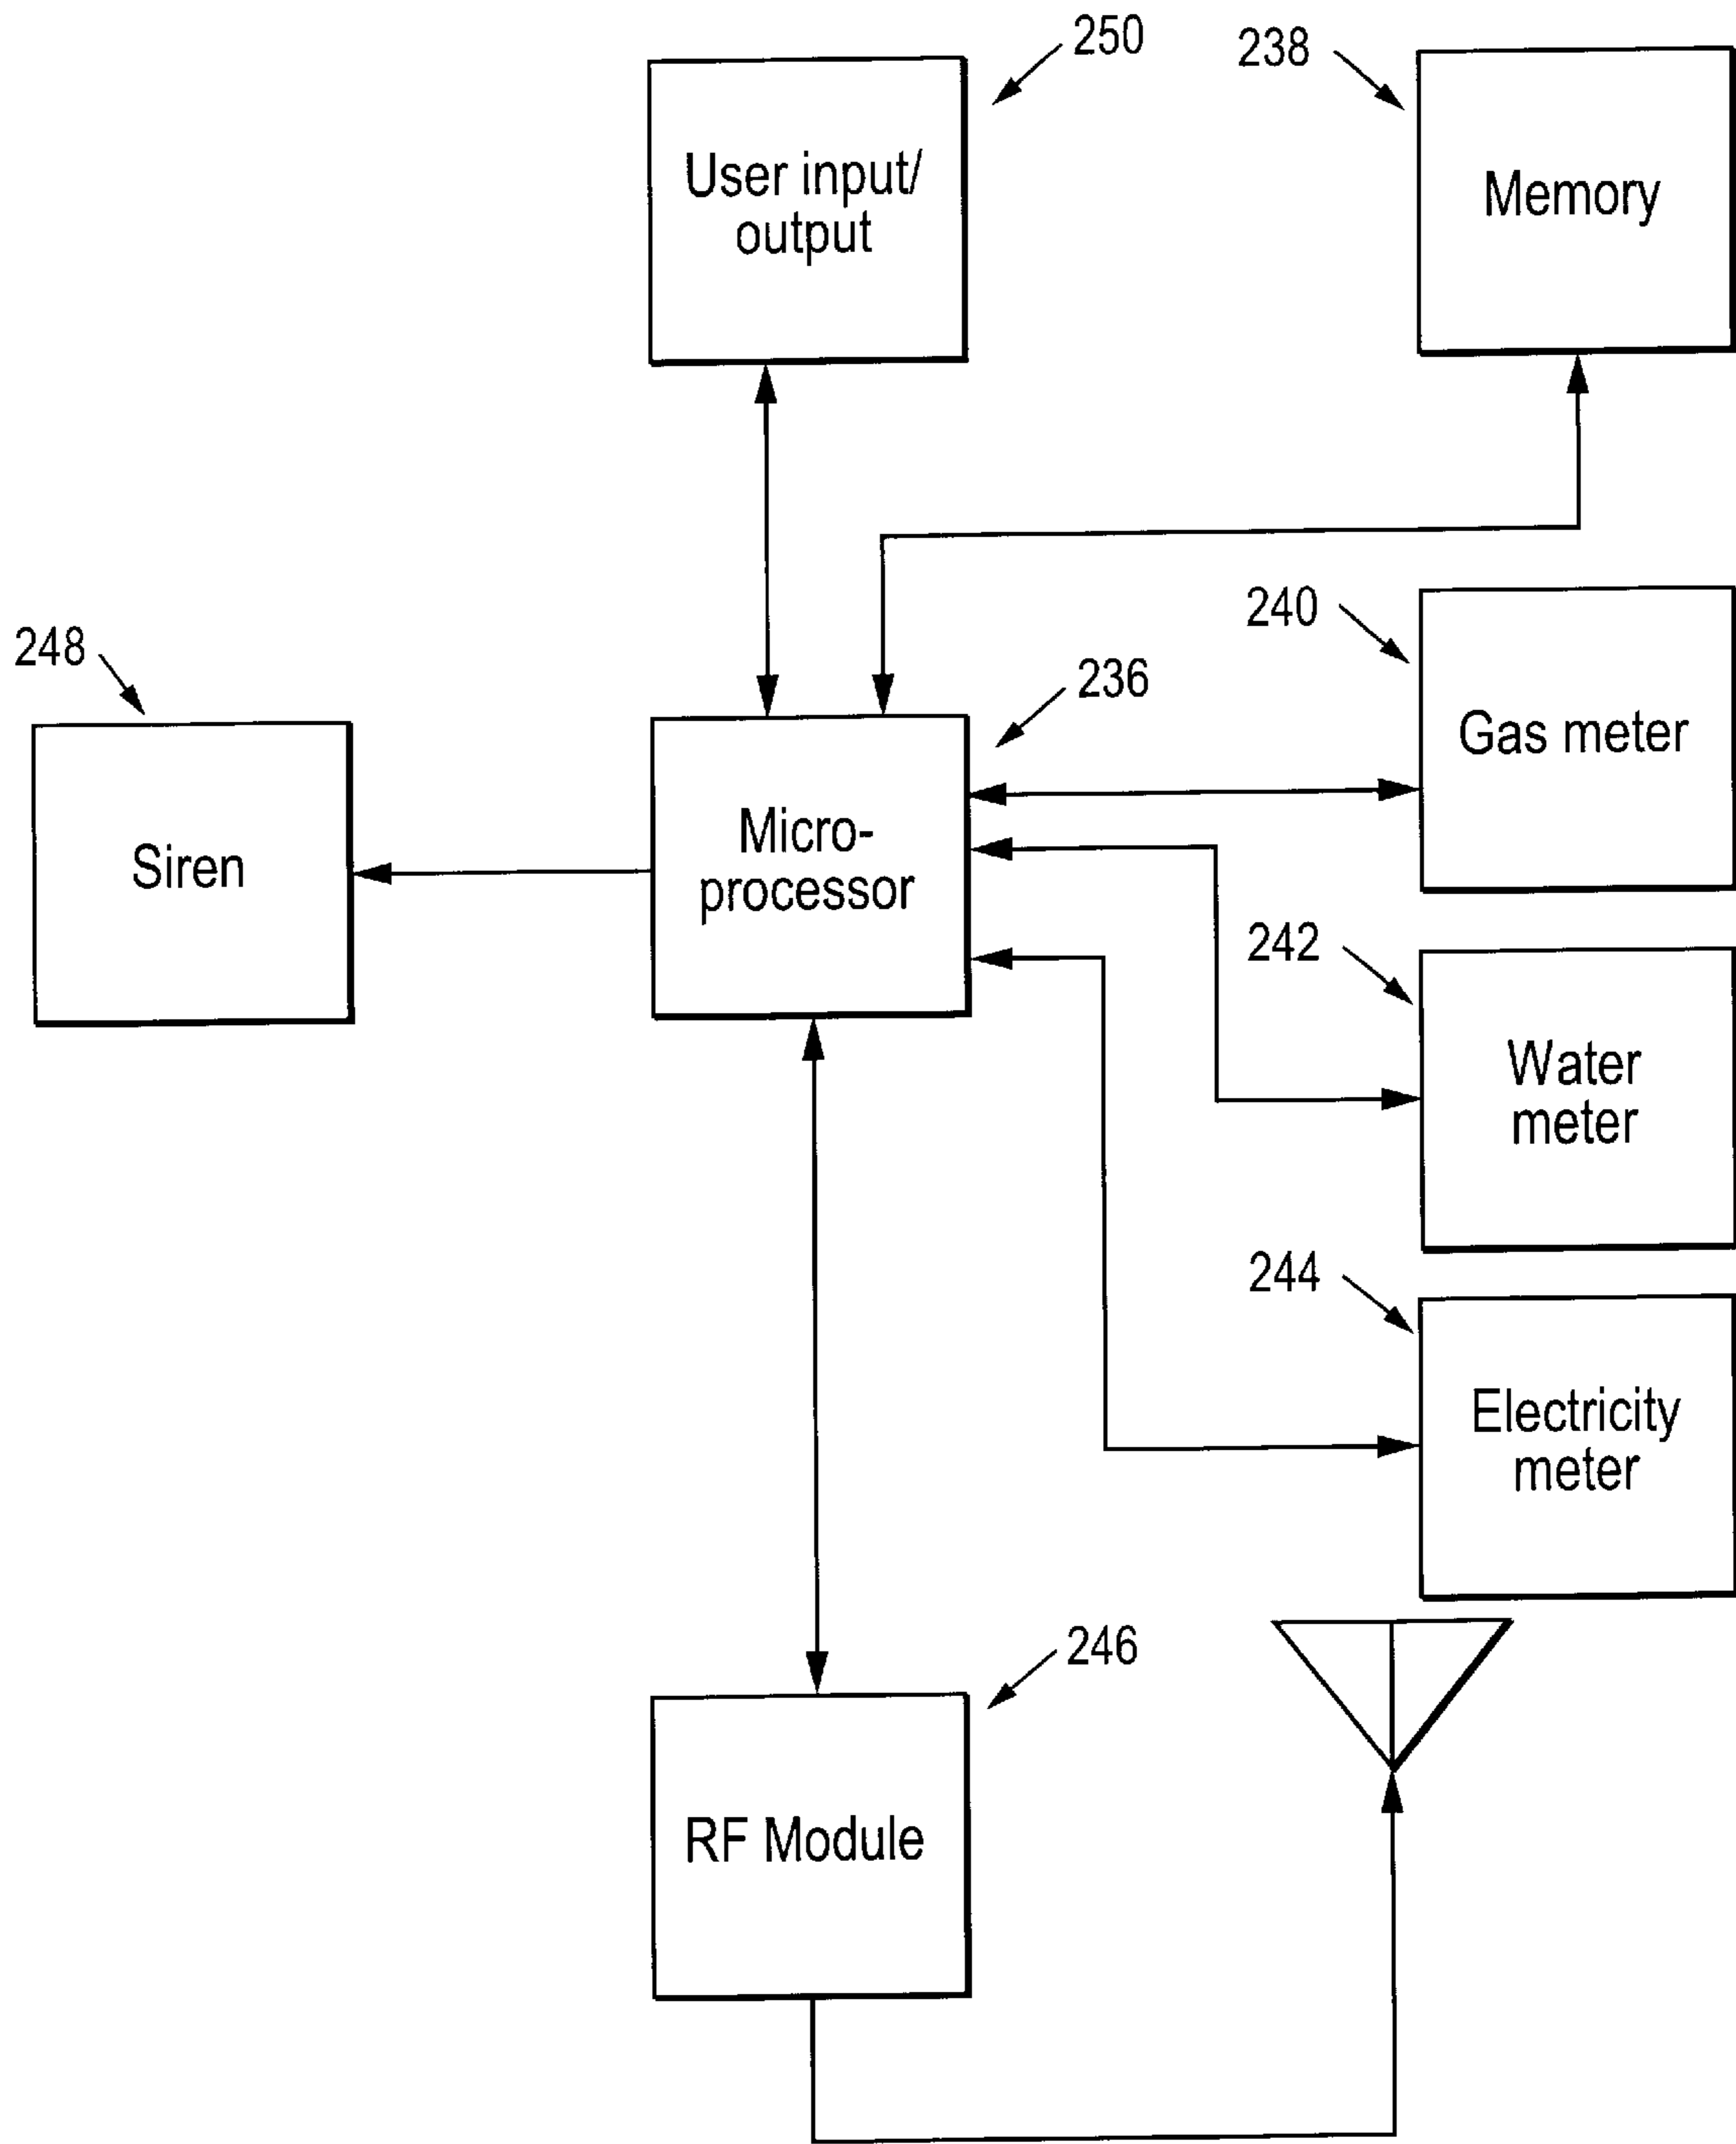 250
238
User input/
output
Memory
240
248
236
Gas meter
Micro-
processor
Siren
242
Water
meter
244
Electricity
meter
246
RF Module